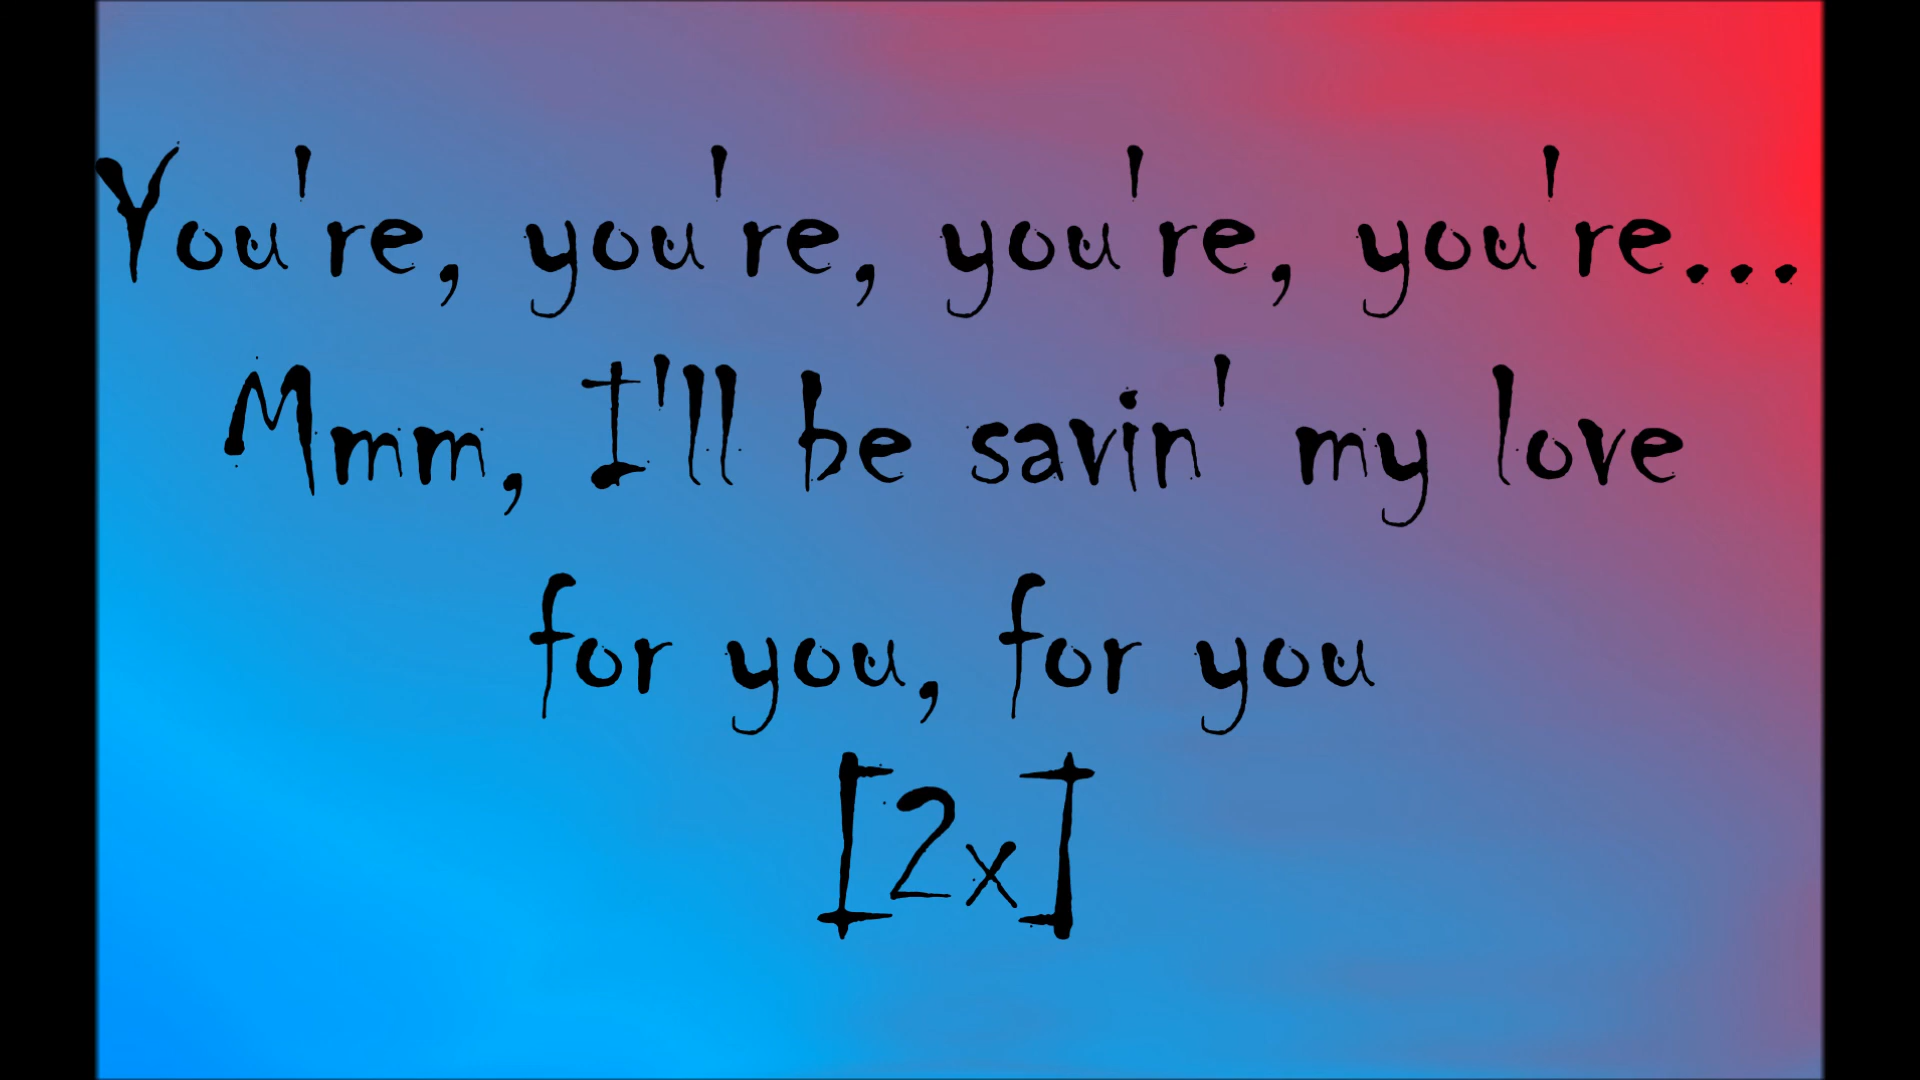 You're, you're, you're, you're...
Mmm, I'll be savin' my love
for you, for you
[2x]